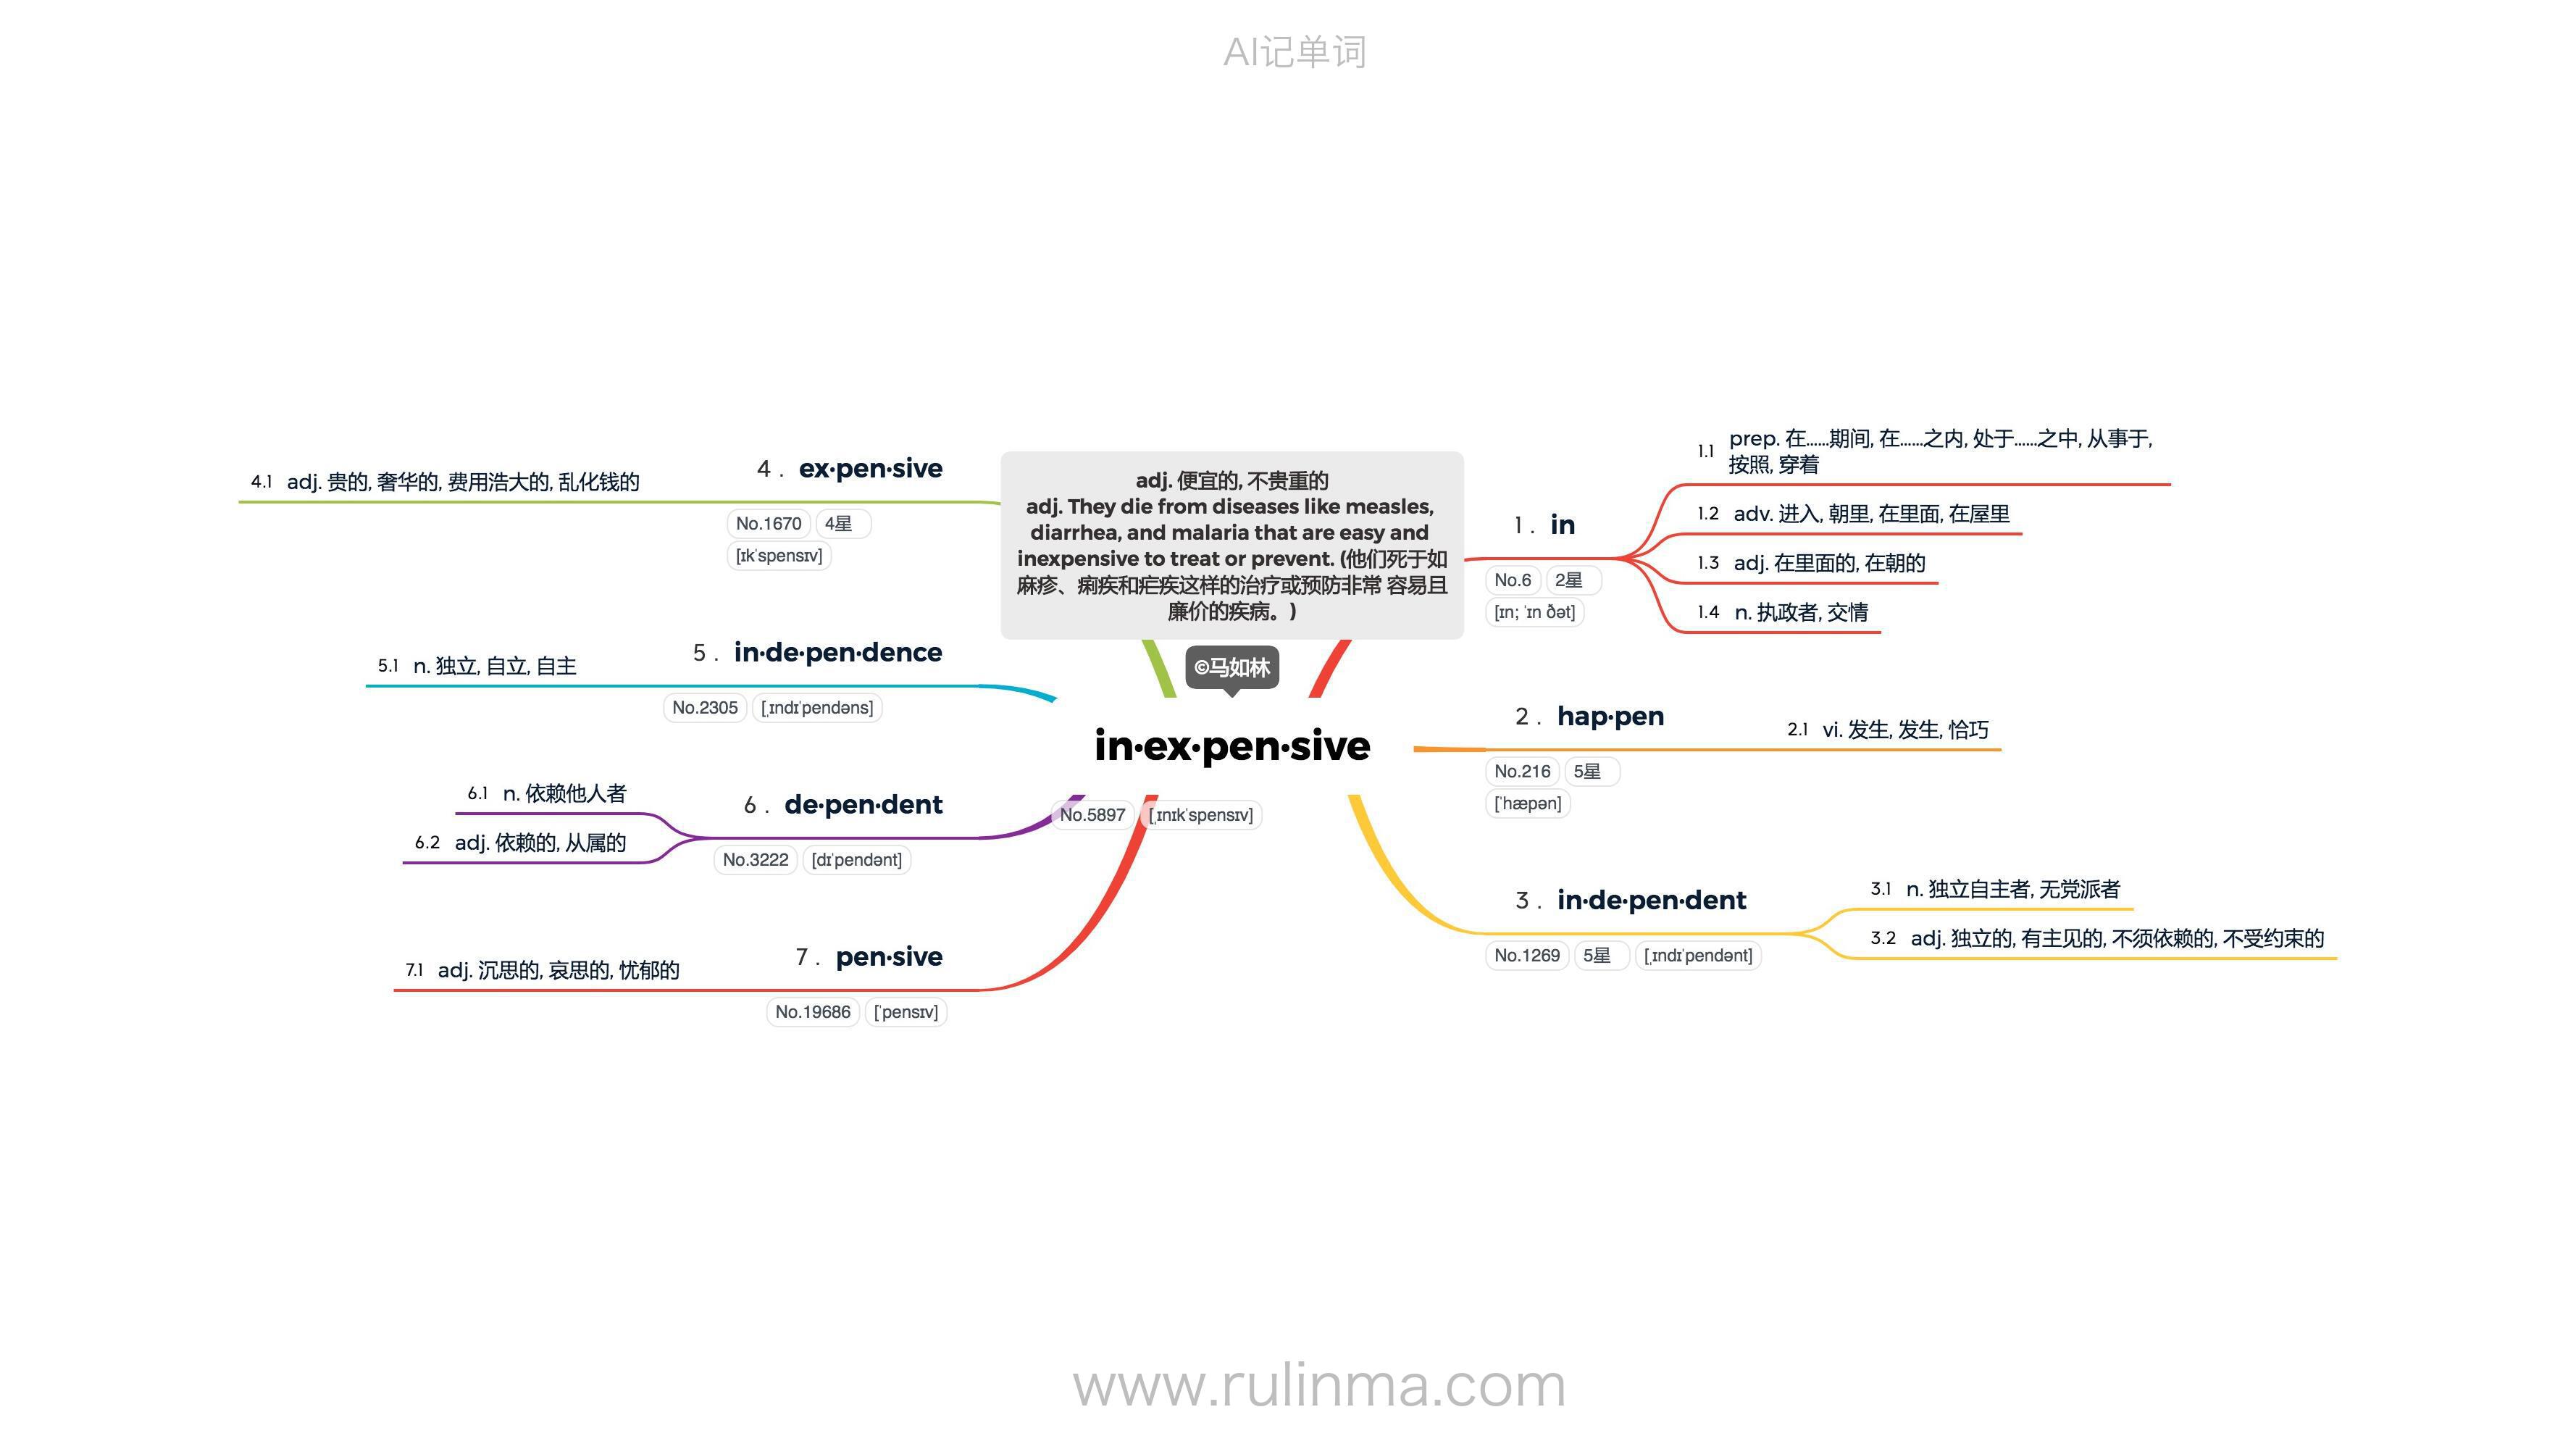 AI记单词
adj. 便宜的, 不贵重的
adj. They die from diseases like measles,
diarrhea, and malaria that are easy and
inexpensive to treat or prevent. (他们死于如
麻疹、痢疾和疟疾这样的治疗或预防非常 容易且
廉价的疾病。)
©马如林
in·ex·pen·sive
No.5897 [ˌɪnɪkˈspensɪv]
1 . in
No.6 2星
[ɪn; ˈɪn ðət]
1.1 prep. 在……期间, 在……之内, 处于……之中, 从事于,
按照, 穿着
1.2 adv. 进入, 朝里, 在里面, 在屋里
1.3 adj. 在里面的, 在朝的
1.4 n. 执政者, 交情
2 . hap·pen
No.216 5星
[ˈhæpən]
2.1 vi. 发生, 发生, 恰巧
3 . in·de·pen·dent
No.1269 5星 [ˌɪndɪˈpendənt]
3.1 n. 独立自主者, 无党派者
3.2 adj. 独立的, 有主见的, 不须依赖的, 不受约束的
4 . ex·pen·sive
No.1670 4星
[ɪkˈspensɪv]
4.1 adj. 贵的, 奢华的, 费用浩大的, 乱化钱的
5 . in·de·pen·dence
No.2305 [ˌɪndɪˈpendəns]
5.1 n. 独立, 自立, 自主
6 . de·pen·dent
No.3222 [dɪˈpendənt]
6.1 n. 依赖他人者
6.2 adj. 依赖的, 从属的
7 . pen·sive
No.19686 [ˈpensɪv]
7.1 adj. 沉思的, 哀思的, 忧郁的
www.rulinma.com